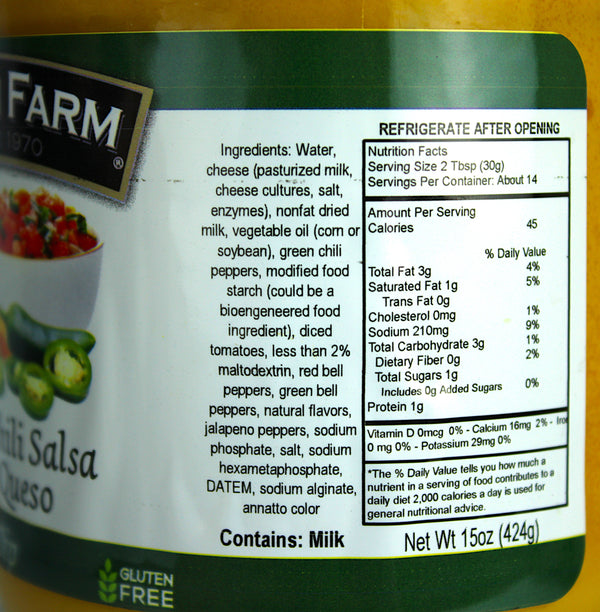 FARM
1970
®
REFRIGERATE AFTER OPENING
Ingredients: Water,
cheese (pasturized milk,
cheese cultures, salt,
enzymes), nonfat dried
milk, vegetable oil (corn or
soybean), green chili
peppers, modified food
starch (could be a
bioengeneered food
ingredient), diced
tomatoes, less than 2%
maltodextrin, red bell
peppers, green bell
peppers, natural flavors,
jalapeno peppers, sodium
phosphate, salt, sodium
hexametaphosphate,
DATEM, sodium alginate,
annatto color
Contains: Milk
Nutrition Facts
Serving Size 2 Tbsp (30g)
Servings Per Container: About 14
Amount Per Serving
Calories 45
% Daily Value
Total Fat 3g 4%
Saturated Fat 1g 5%
Trans Fat 0g
Cholesterol 0mg 1%
Sodium 210mg 9%
Total Carbohydrate 3g 1%
Dietary Fiber 0g 2%
Total Sugars 1g
Includes 0g Added Sugars 0%
Protein 1g
Vitamin D 0mcg 0% - Calcium 16mg 2% - Iron
0 mg 0% - Potassium 29mg 0%
*The % Daily Value tells you how much a
nutrient in a serving of food contributes to a
daily diet 2,000 calories a day is used for
general nutritional advice.
Net Wt 15oz (424g)
Salsa
Queso
GLUTEN
FREE